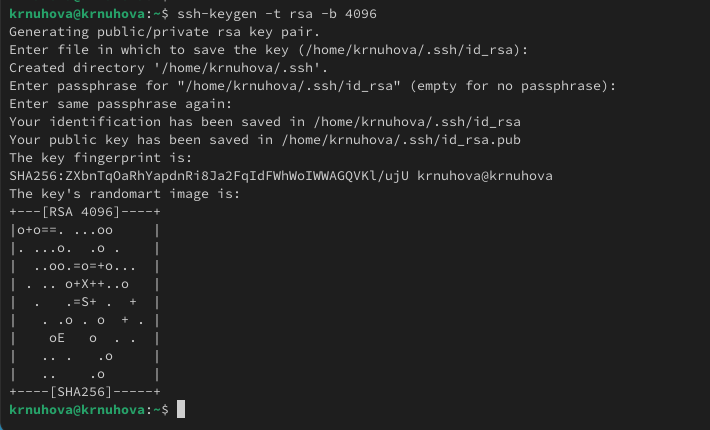 krnuhova@krnuhova:~$ ssh-keygen -t rsa -b 4096
Generating public/private rsa key pair.
Enter file in which to save the key (/home/krnuhova/.ssh/id_rsa):
Created directory '/home/krnuhova/.ssh'.
Enter passphrase for "/home/krnuhova/.ssh/id_rsa" (empty for no passphrase):
Enter same passphrase again:
Your identification has been saved in /home/krnuhova/.ssh/id_rsa
Your public key has been saved in /home/krnuhova/.ssh/id_rsa.pub
The key fingerprint is:
SHA256:ZXbnTqOaRhYapdnRi8Ja2FqIdFWhWoIWWAGQVKl/ujU krnuhova@krnuhova
The key's randomart image is:
+---[RSA 4096]----+
|o+o==. ...oo     |
|. ...o.  .o .    |
|  ..oo.=o=+o...  |
| . .. o+X++..o   |
|  .   .=S+ .  +  |
|   . .o . o  + . |
|    oE   o  . .  |
|   .. .   .o     |
|   ..    .o      |
+----[SHA256]-----+
krnuhova@krnuhova:~$